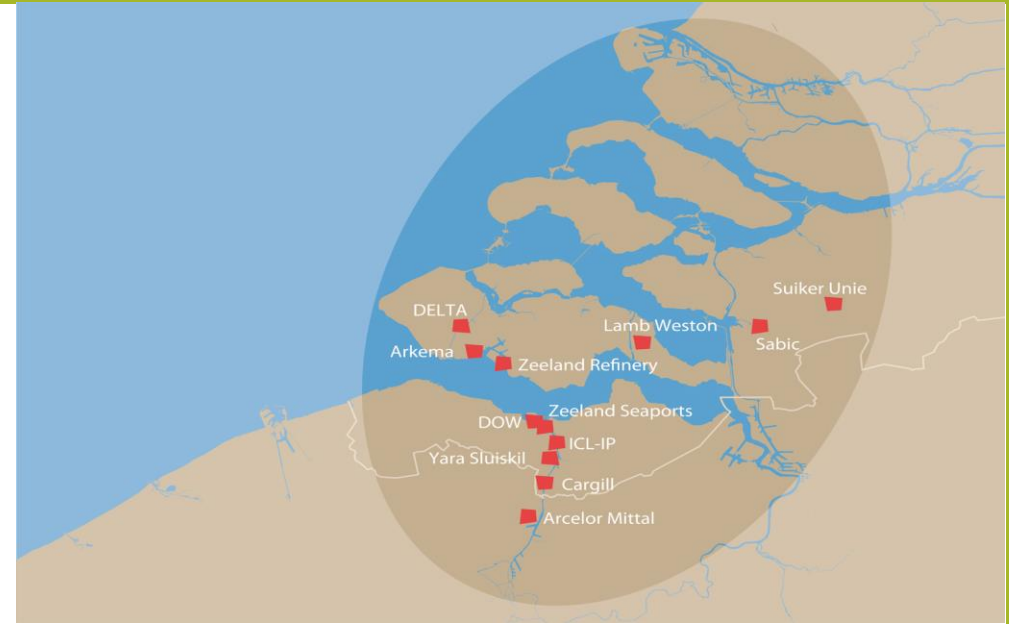 Suiker Unie
DELTA
Lamb Weston
Sabic
Arkema
Zeeland Refinery
Zeeland Seaports
DOW
ICL-IP
Yara Sluiskil
Cargill
Arcelor Mittal